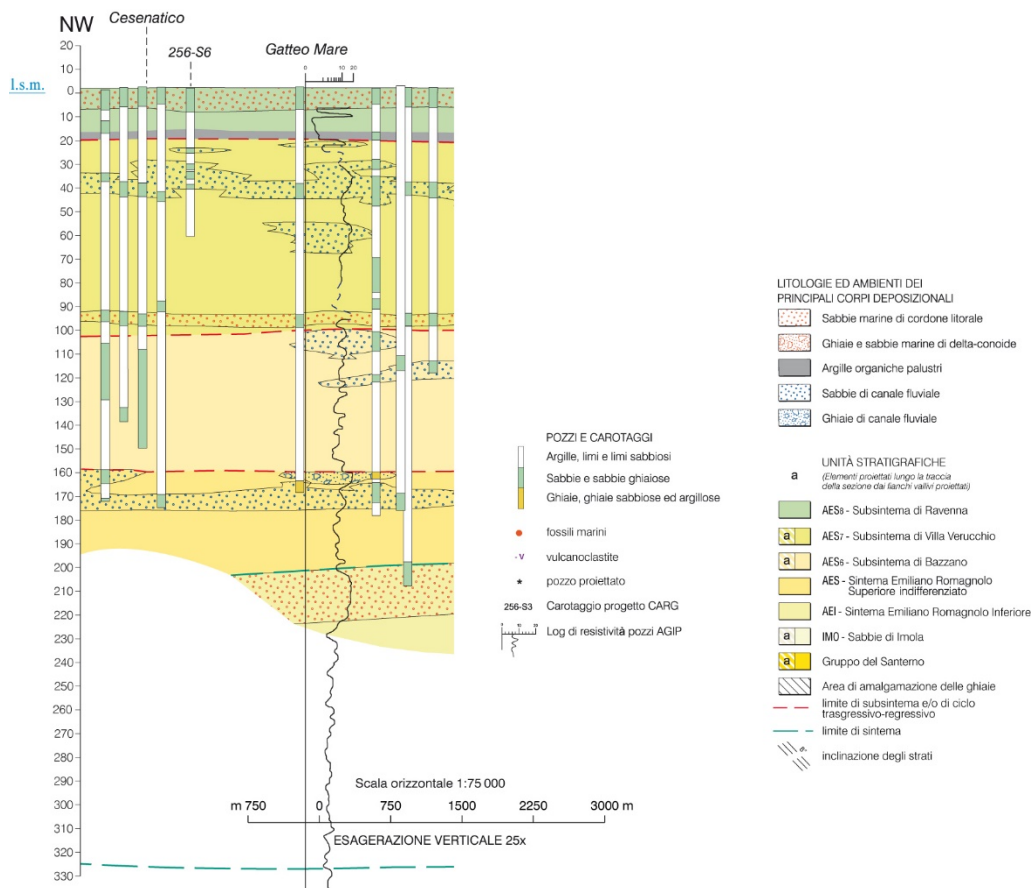 NW
Cesenatico
256-S6
Gatteo Mare
l.s.m.
0 10 20
20
10
0
10
20
30
40
50
60
70
80
90
100
110
120
130
140
150
160
170
180
190
200
210
220
230
240
250
260
270
280
290
300
310
320
330
POZZI E CAROTAGGI
Argille, limi e limi sabbiosi
Sabbie e sabbie ghiaiose
Ghiaie, ghiaie sabbiose ed argillose
fossili marini
-v vulcanoclastite
* pozzo proiettato
256-S3 Carotaggio progetto CARG
Log di resistività pozzi AGIP
Scala orizzontale 1:75 000
m 750 0 750 1500 2250 3000 m
ESAGERAZIONE VERTICALE 25x
LITOLOGIE ED AMBIENTI DEI
PRINCIPALI CORPI DEPOSIZIONALI
Sabbie marine di cordone litorale
Ghiaie e sabbie marine di delta-conoide
Argille organiche palustri
Sabbie di canale fluviale
Ghiaie di canale fluviale
UNITÀ STRATIGRAFICHE
a (Elementi proiettati lungo la traccia
della sezione dai fianchi vallivi proiettati)
AES8 - Subsintema di Ravenna
a AES7 - Subsintema di Villa Verucchio
a AES6 - Subsintema di Bazzano
AES - Sintema Emiliano Romagnolo
Superiore indifferenziato
AEI - Sintema Emiliano Romagnolo Inferiore
a IMO - Sabbie di Imola
a Gruppo del Santerno
Area di amalgamazione delle ghiaie
limite di subsintema e/o di ciclo
trasgressivo-regressivo
limite di sintema
inclinazione degli strati